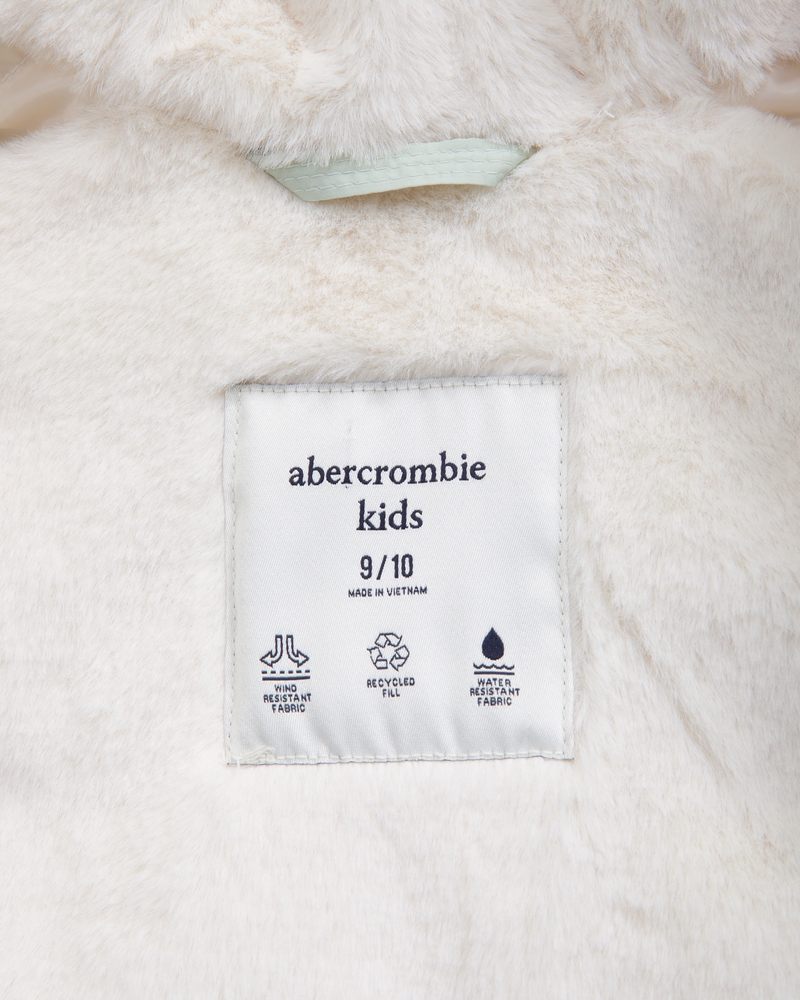 abercrombie
kids
9/10
MADE IN VIETNAM
WIND
RESISTANT
FABRIC
RECYCLED
FILL
WATER
RESISTANT
FABRIC